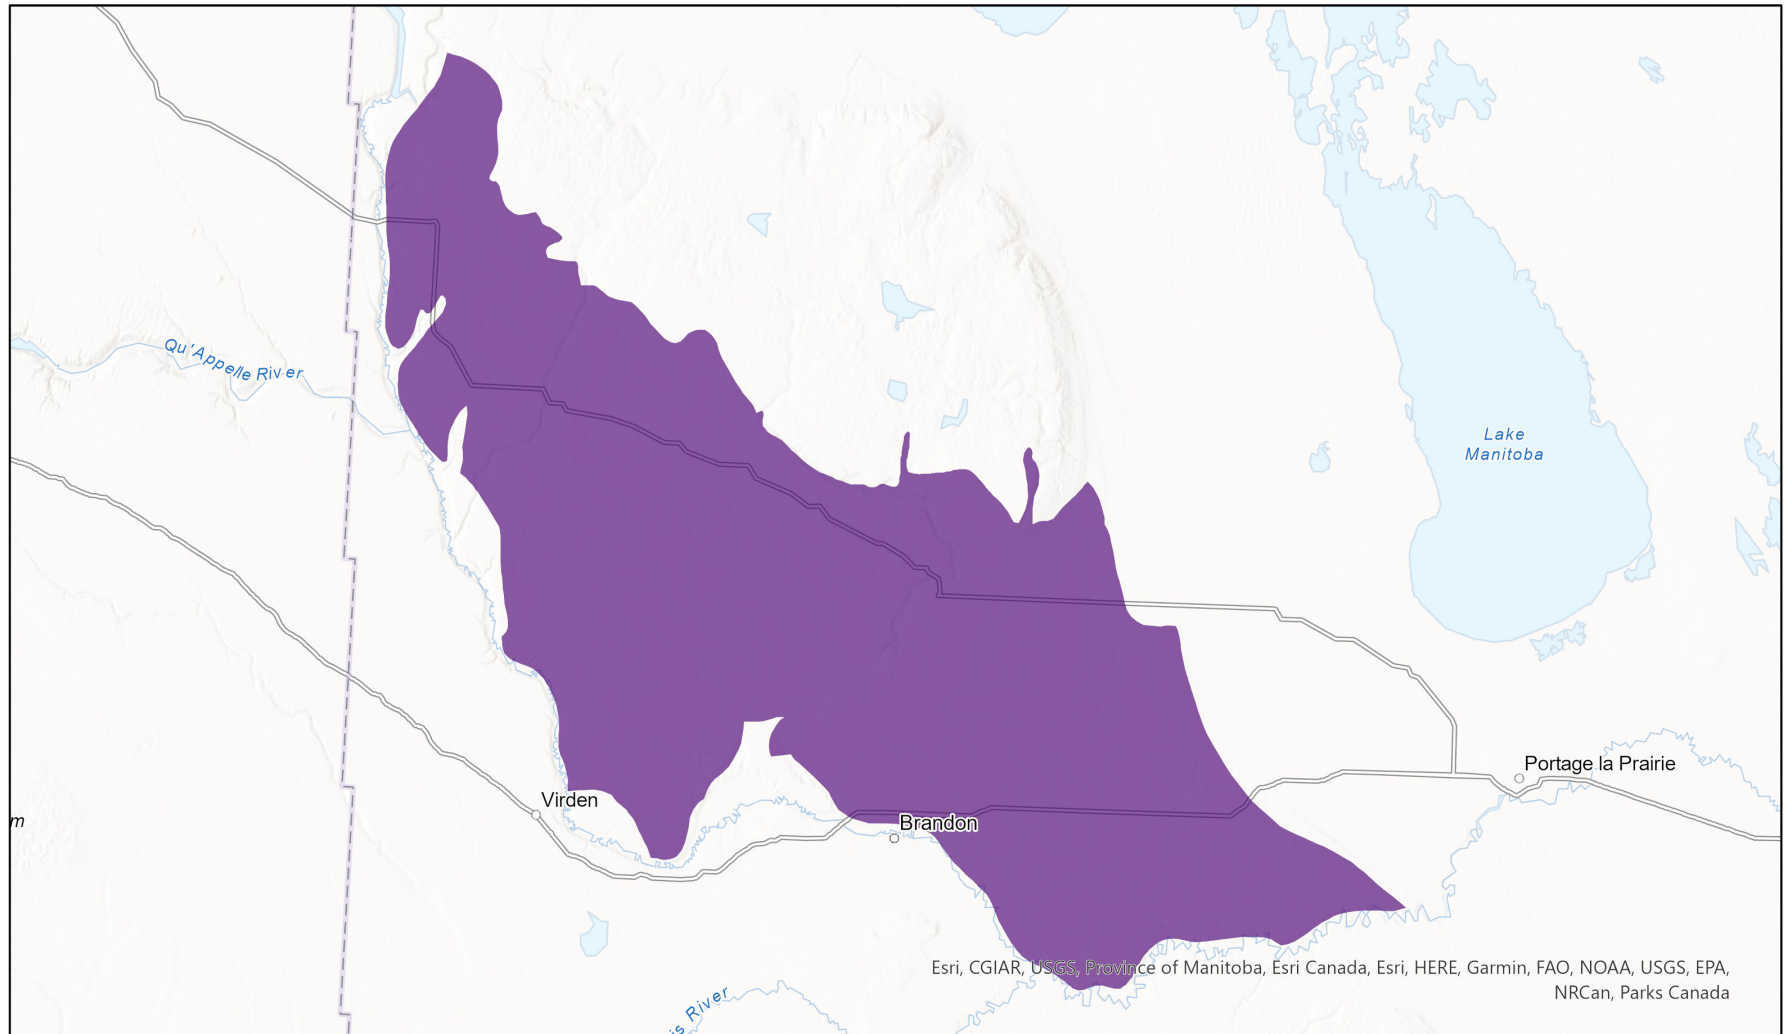 Qu'Appelle River
Lake
Manitoba
Portage la Prairie
Virden
m
Brandon
Esri, CGIAR, USGS, Province of Manitoba, Esri Canada, Esri, HERE, Garmin, FAO, NOAA, USGS, EPA,
NRCan, Parks Canada
is River